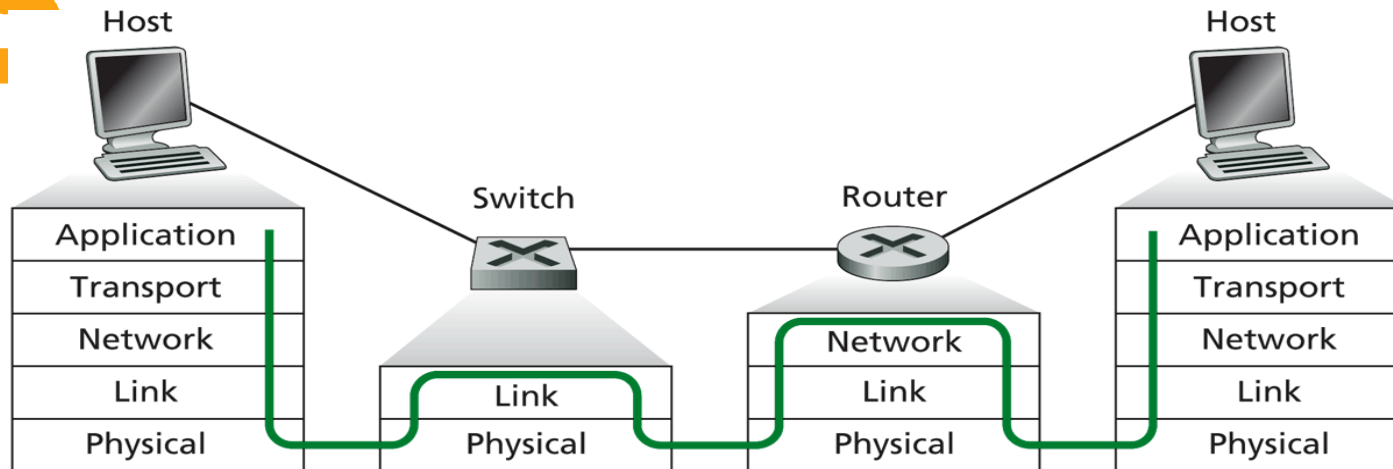 Host
Host
Switch
Router
Application
Transport
Network
Link
Physical
Link
Physical
Network
Link
Physical
Application
Transport
Network
Link
Physical